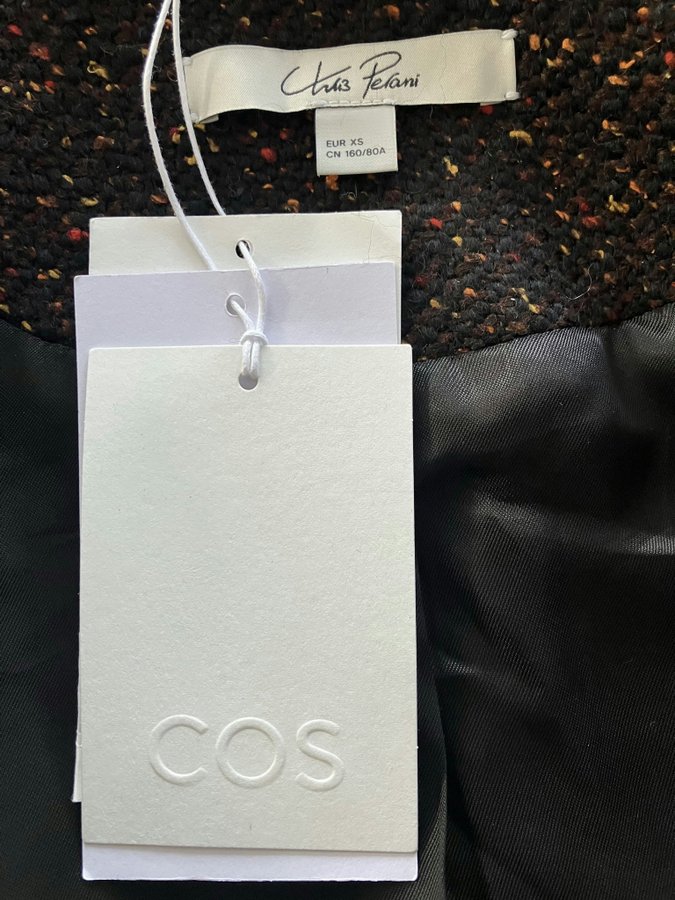 Chris Perani
EUR XS
CN 160/80A
COS